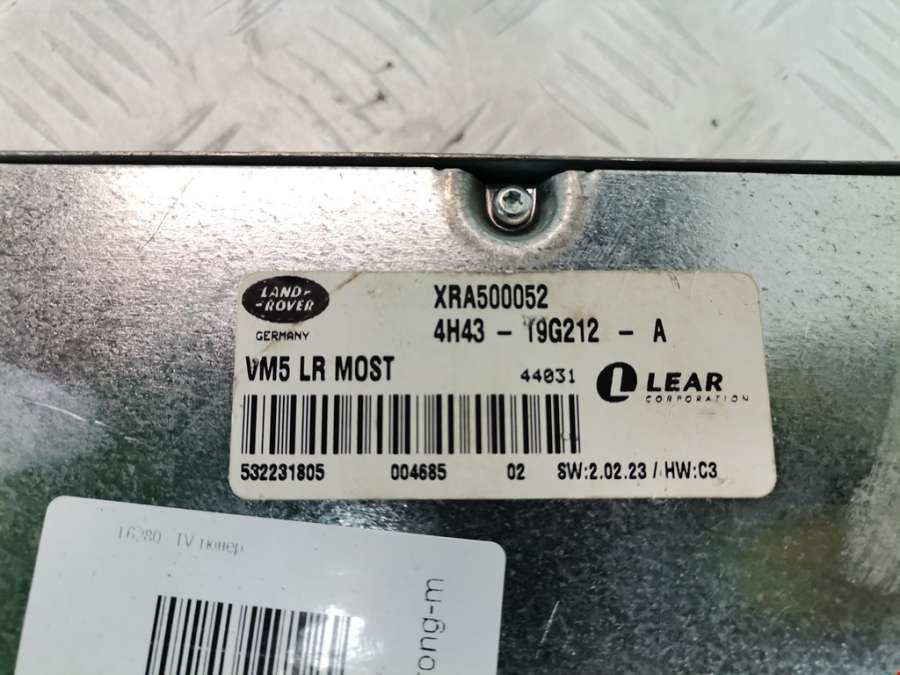 LAND-
-ROVER
GERMANY
XRA500052
4H43 - 19G212 - A
VM5 LR MOST
44031
LEAR
CORPORATION
532231805 004685 02 SW:2.02.23 / HW:C3
16280 TV тюнер
rong-m